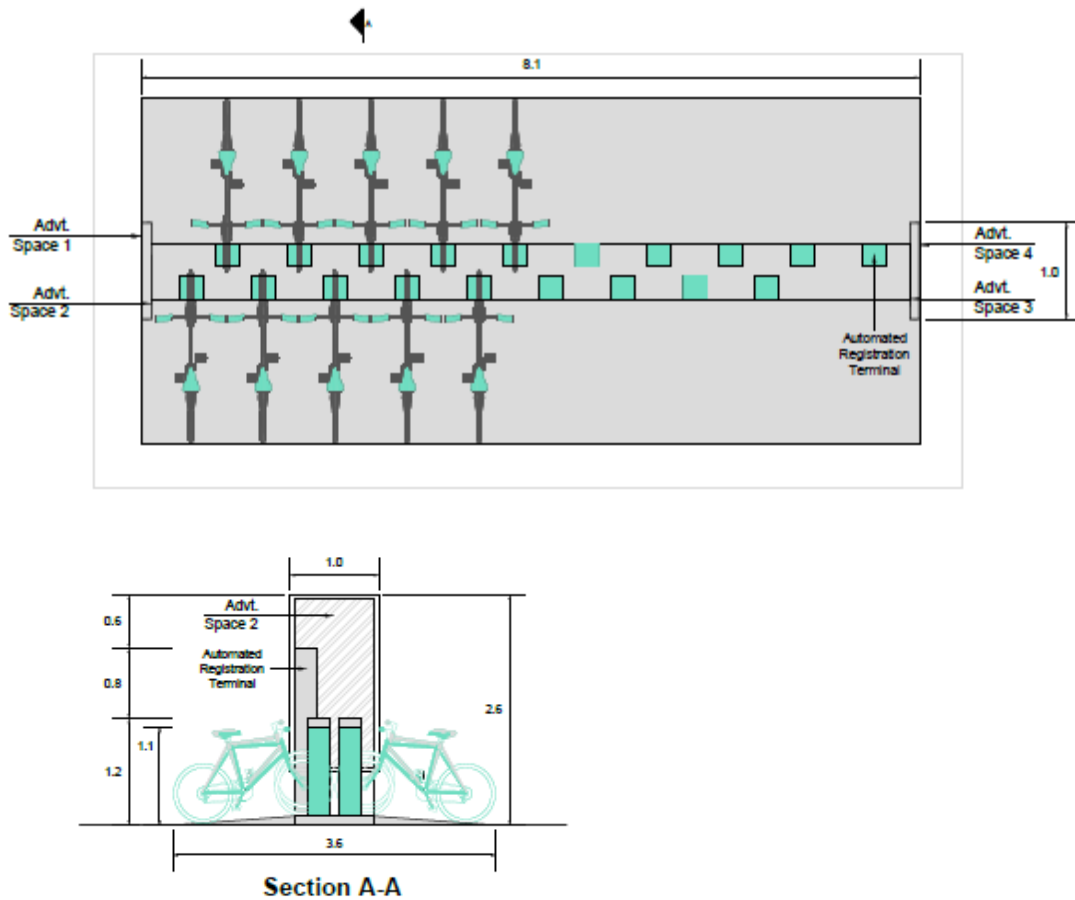 A
8.1
Advt.
Space 1
Advt.
Space 2
Advt.
Space 4
1.0
Advt.
Space 3
Automated
Registration
Terminal
1.0
Advt.
Space 2
0.6
Automated
Registration
Terminal
0.8
2.6
1.1
1.2
3.6
Section A-A